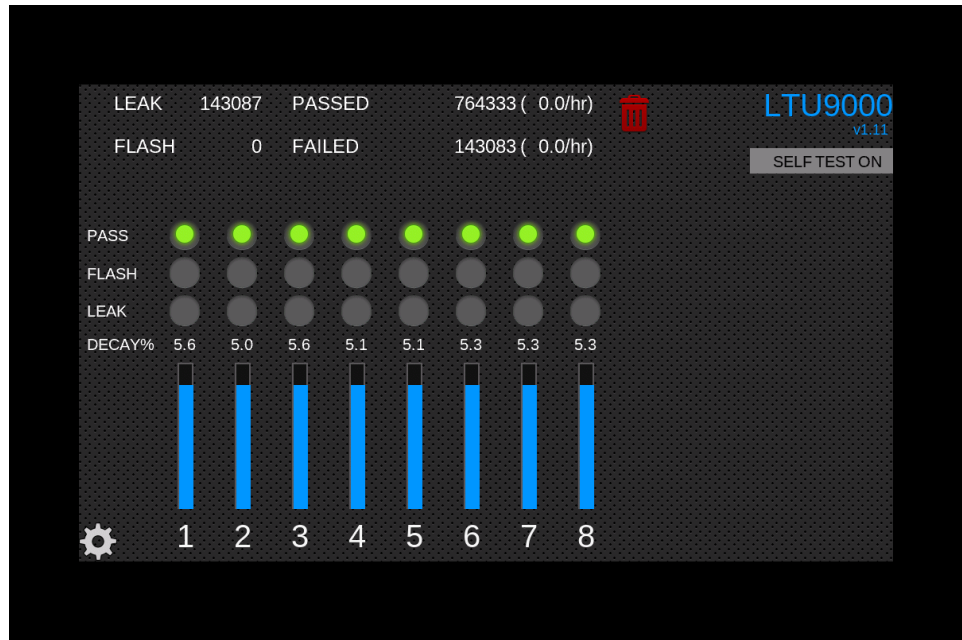 LEAK 143087 PASSED 764333 ( 0.0/hr)
LTU9000
v1.11
FLASH 0 FAILED 143083 ( 0.0/hr)
SELF TEST ON
PASS
FLASH
LEAK
DECAY% 5.6 5.0 5.6 5.1 5.1 5.3 5.3 5.3
1 2 3 4 5 6 7 8